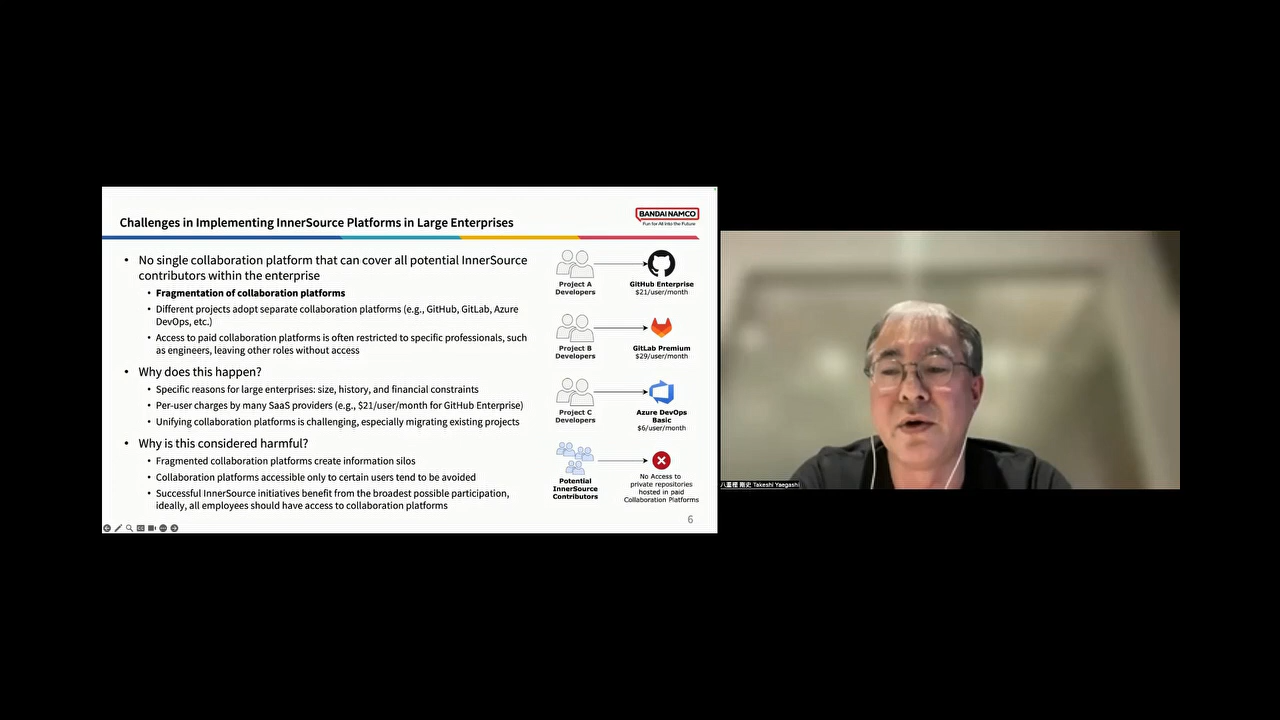 Challenges in Implementing InnerSource Platforms in Large Enterprises
BANDAI NAMCO
Fun for All into the Future
• No single collaboration platform that can cover all potential InnerSource
contributors within the enterprise
• Fragmentation of collaboration platforms
• Different projects adopt separate collaboration platforms (e.g., GitHub, GitLab, Azure
DevOps, etc.)
• Access to paid collaboration platforms is often restricted to specific professionals, such
as engineers, leaving other roles without access
• Why does this happen?
• Specific reasons for large enterprises: size, history, and financial constraints
• Per-user charges by many SaaS providers (e.g., $21/user/month for GitHub Enterprise)
• Unifying collaboration platforms is challenging, especially migrating existing projects
• Why is this considered harmful?
• Fragmented collaboration platforms create information silos
• Collaboration platforms accessible only to certain users tend to be avoided
• Successful InnerSource initiatives benefit from the broadest possible participation,
ideally, all employees should have access to collaboration platforms
Project A
Developers
GitHub Enterprise
$21/user/month
Project B
Developers
GitLab Premium
$29/user/month
Project C
Developers
Azure DevOps
Basic
$6/user/month
Potential
InnerSource
Contributors
No Access to
private repositories
hosted in paid
Collaboration Platforms
6
八重樫 剛史 Takeshi Yaegashi